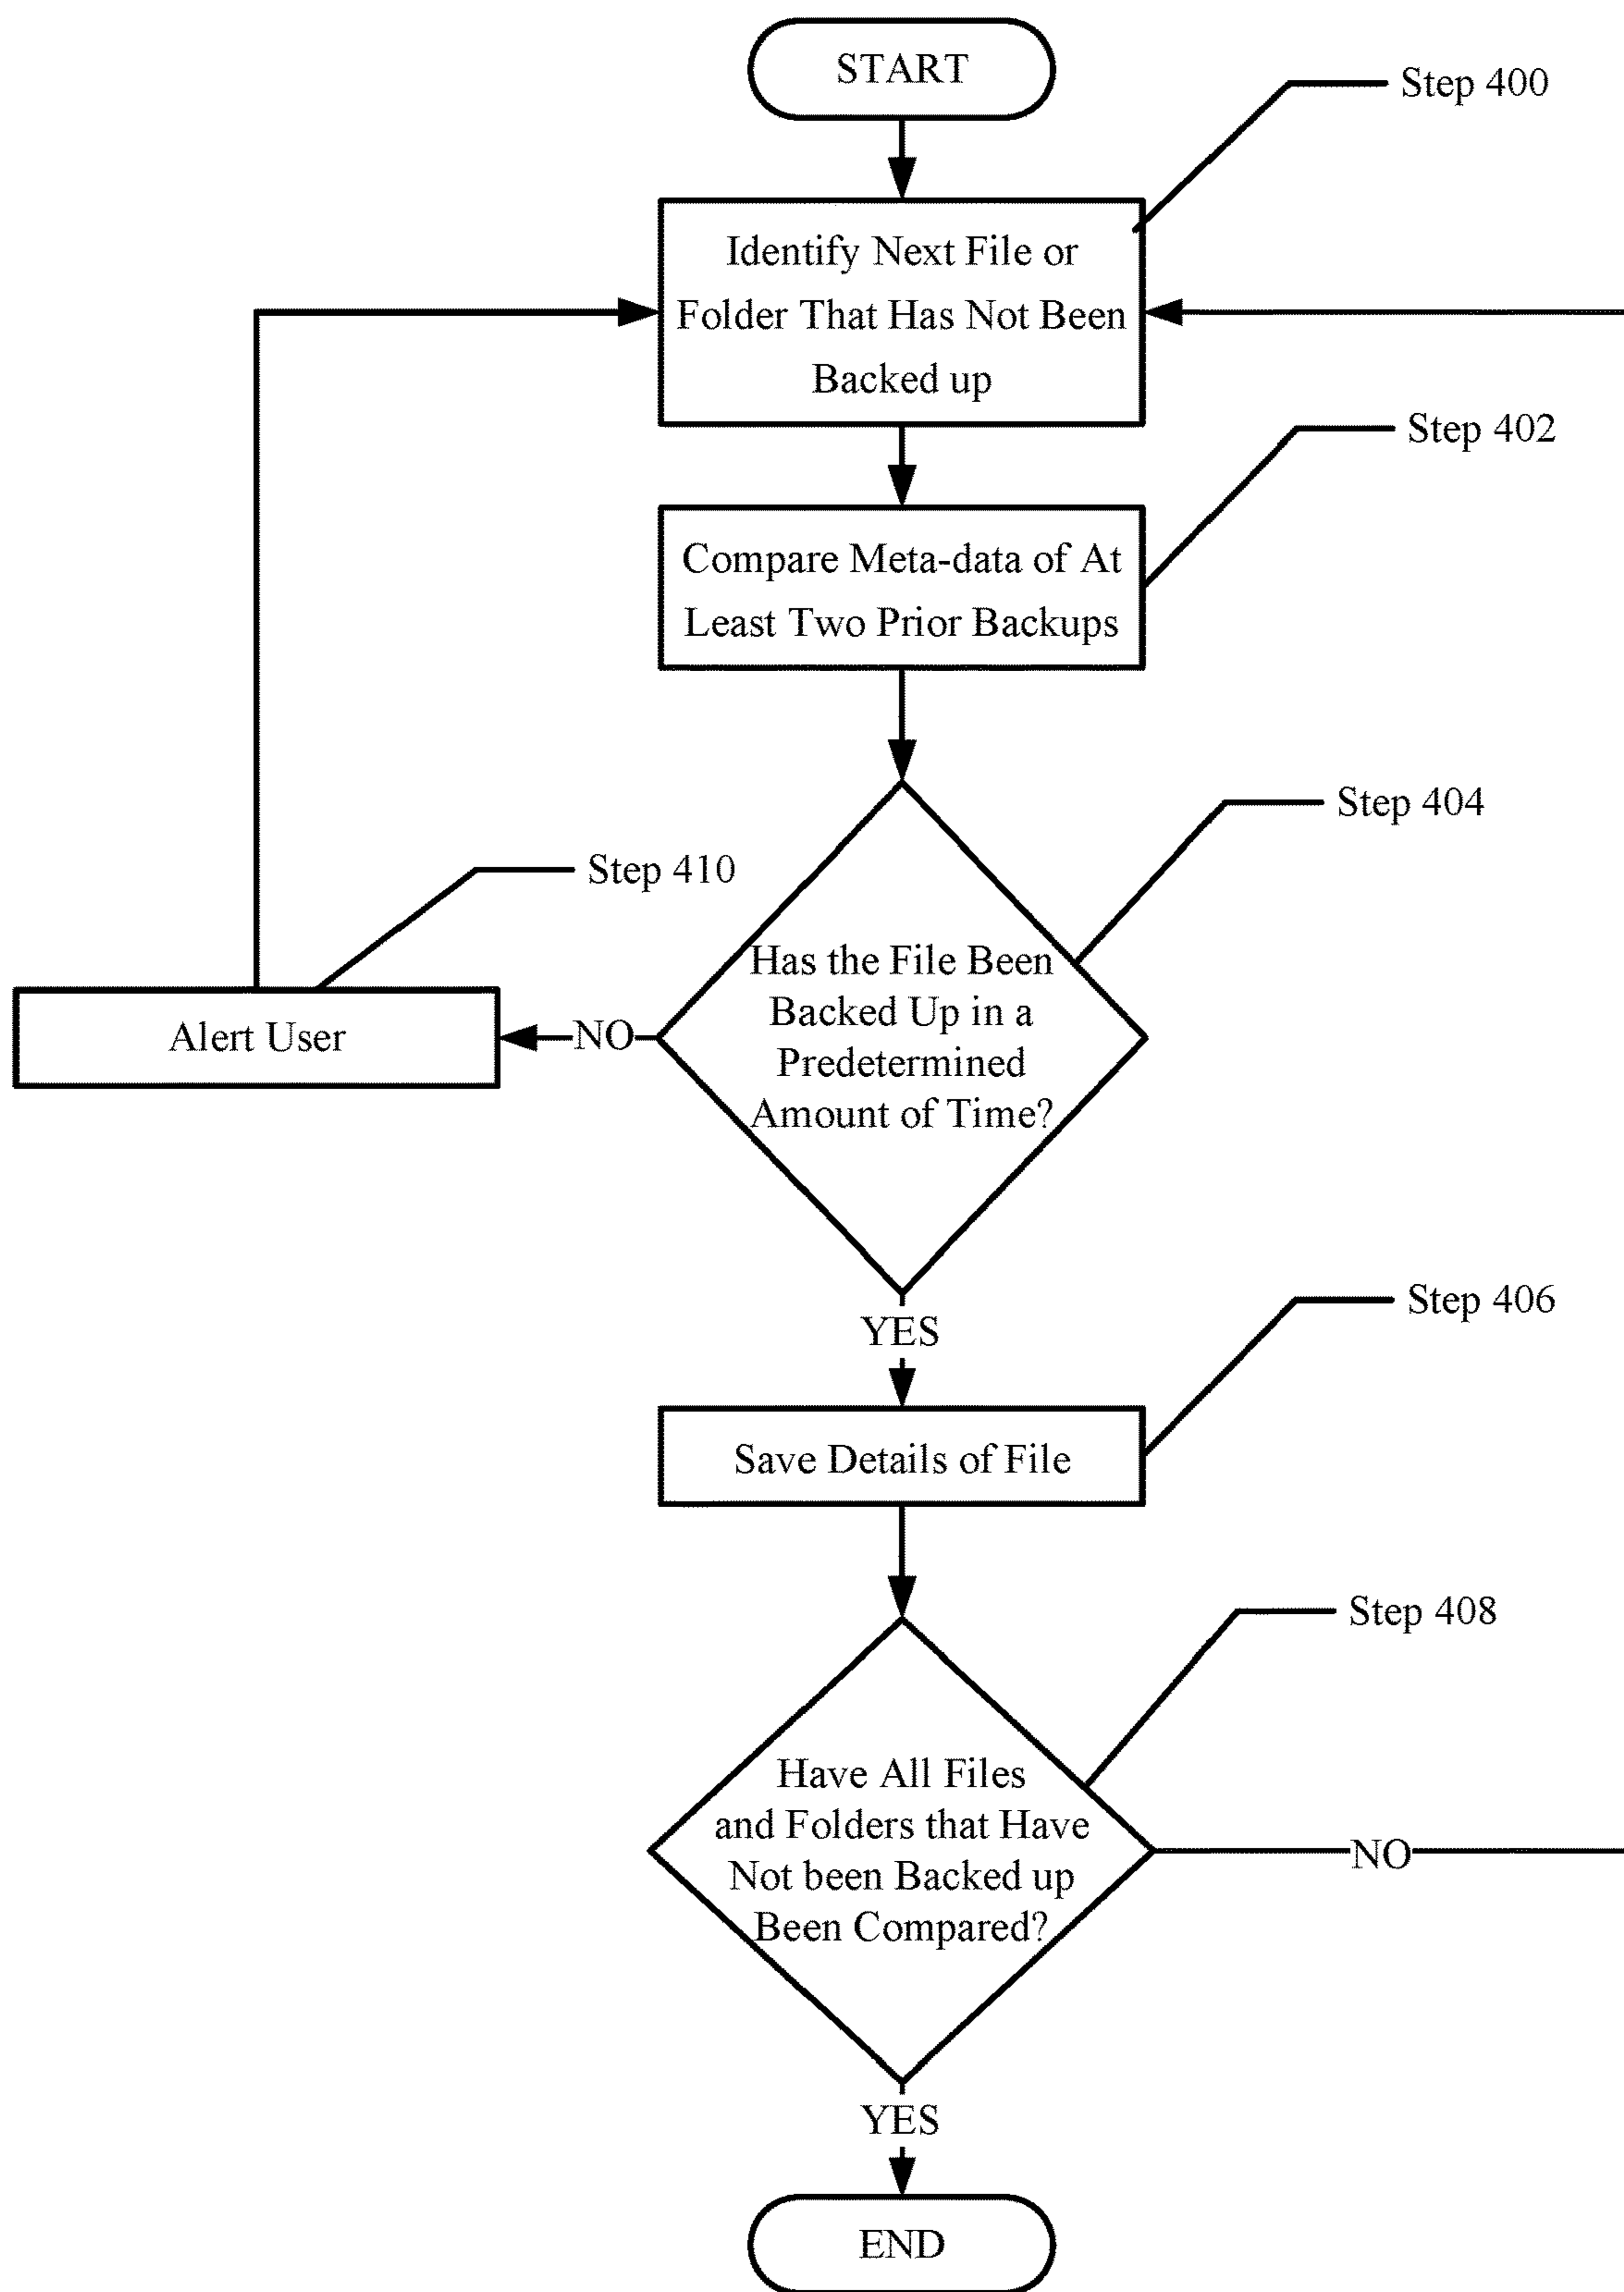 START
Step 400
Identify Next File or
Folder That Has Not Been
Backed up
Step 402
Compare Meta-data of At
Least Two Prior Backups
Step 404
Step 410
Has the File Been
Backed Up in a
Predetermined
Amount of Time?
Alert User
NO
YES
Step 406
Save Details of File
Step 408
Have All Files
and Folders that Have
Not been Backed up
Been Compared?
NO
YES
END